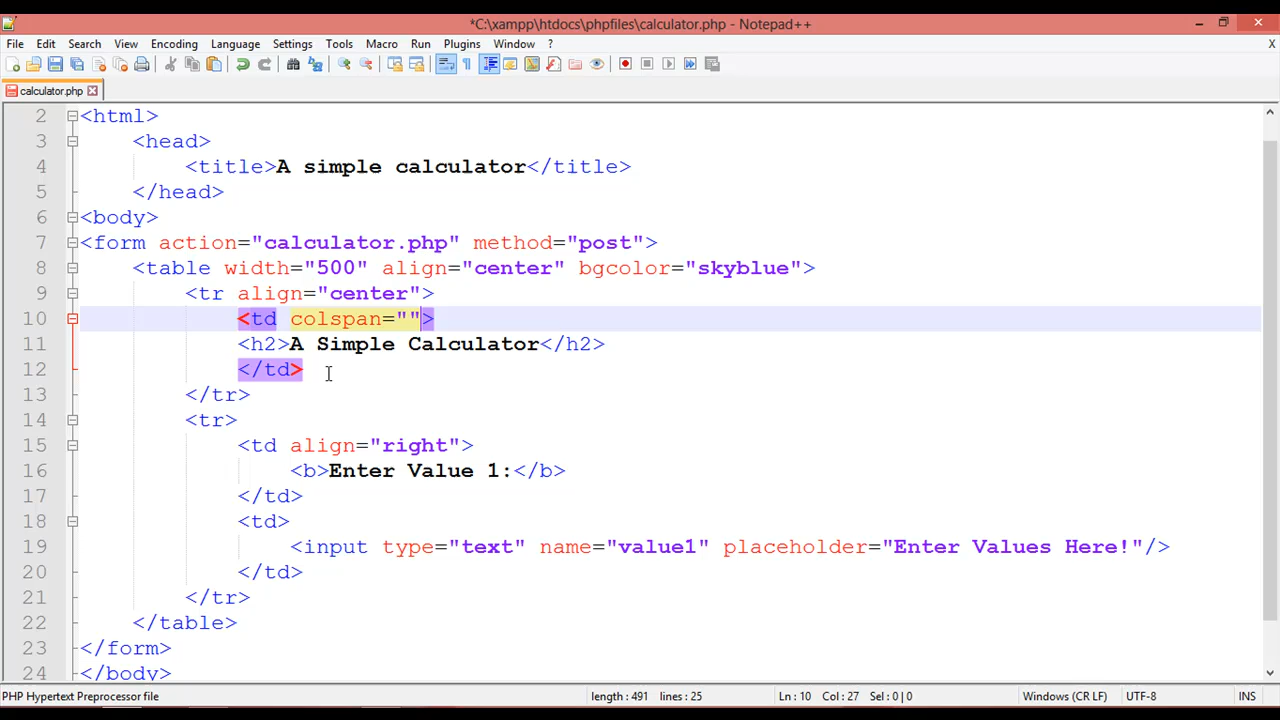 *C:\xampp\htdocs\phpfiles\calculator.php - Notepad++
File Edit Search View Encoding Language Settings Tools Macro Run Plugins Window ? X
calculator.php
2 <html>
3 <head>
4 <title>A simple calculator</title>
5 </head>
6 <body>
7 <form action="calculator.php" method="post">
8 <table width="500" align="center" bgcolor="skyblue">
9 <tr align="center">
10 <td colspan="">
11 <h2>A Simple Calculator</h2>
12 </td>
13 </tr>
14 <tr>
15 <td align="right">
16 <b>Enter Value 1:</b>
17 </td>
18 <td>
19 <input type="text" name="value1" placeholder="Enter Values Here!"/>
20 </td>
21 </tr>
22 </table>
23 </form>
24 </body>
PHP Hypertext Preprocessor file length : 491 lines : 25 Ln : 10 Col : 27 Sel : 0 | 0 Windows (CR LF) UTF-8 INS